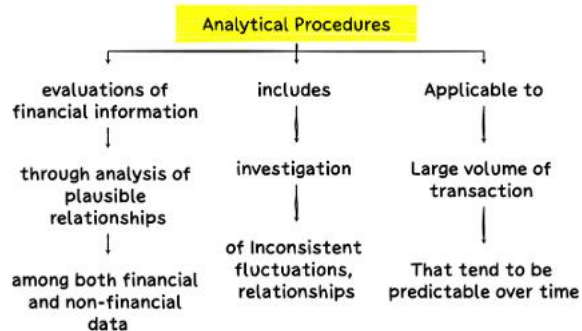 Analytical Procedures
evaluations of
financial information
through analysis of
plausible
relationships
among both financial
and non-financial
data
includes
investigation
of Inconsistent
fluctuations,
relationships
Applicable to
Large volume of
transaction
That tend to be
predictable over time